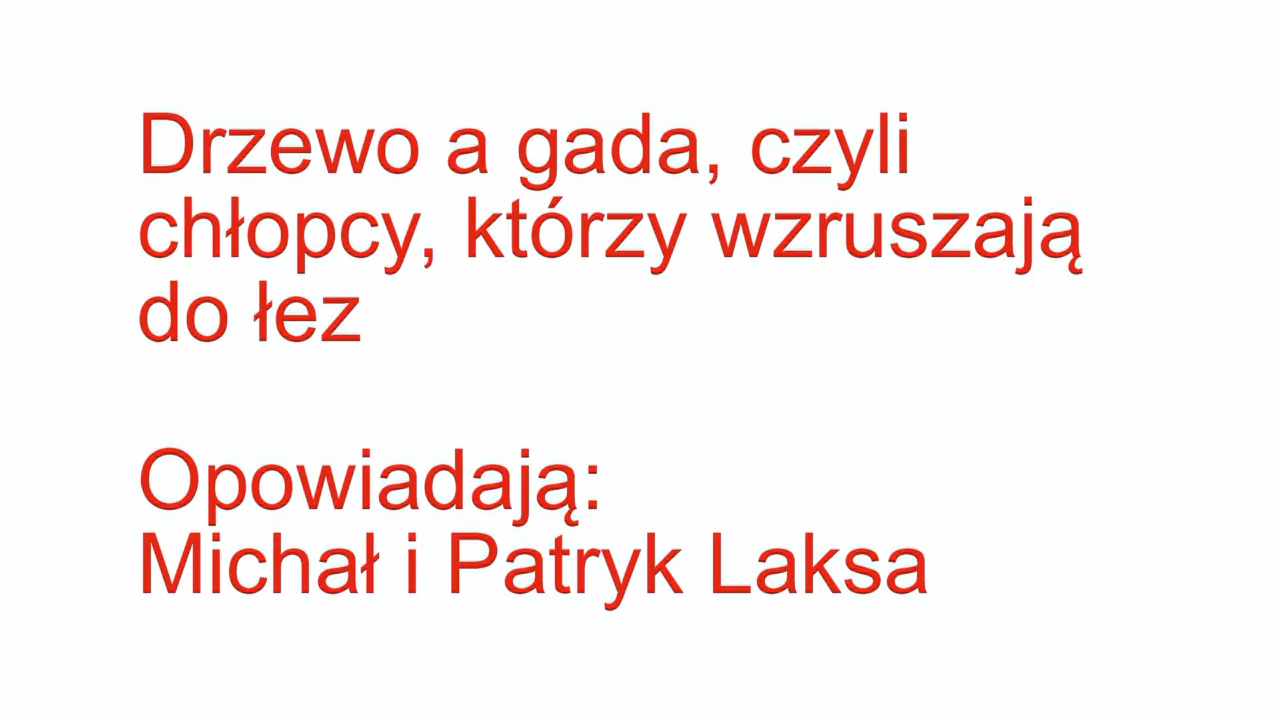 Drzewo a gada, czyli
chłopcy, którzy wzruszają
do łez
Opowiadają:
Michał i Patryk Laksa